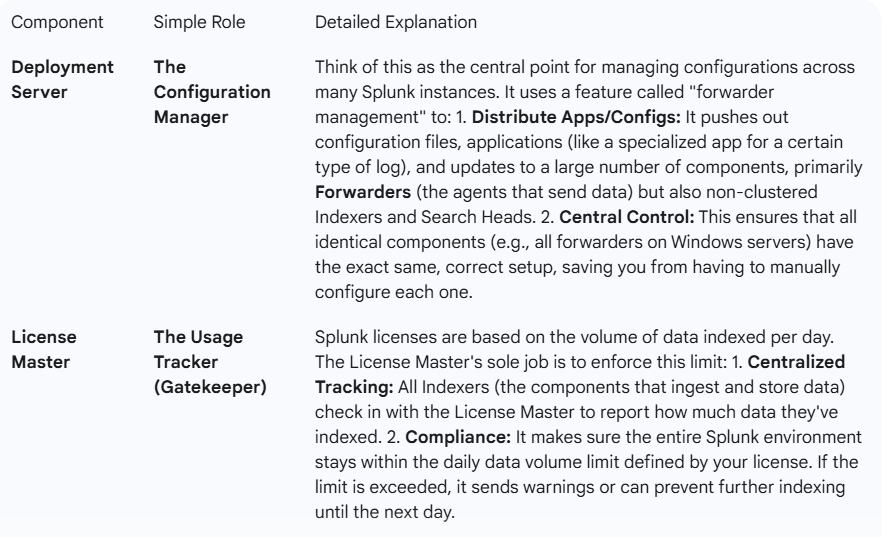 Component Simple Role Detailed Explanation
Deployment Server The Configuration Manager Think of this as the central point for managing configurations across
many Splunk instances. It uses a feature called "forwarder
management" to: 1. Distribute Apps/Configs: It pushes out
configuration files, applications (like a specialized app for a certain
type of log), and updates to a large number of components, primarily
Forwarders (the agents that send data) but also non-clustered
Indexers and Search Heads. 2. Central Control: This ensures that all
identical components (e.g., all forwarders on Windows servers) have
the exact same, correct setup, saving you from having to manually
configure each one.
License Master The Usage Tracker (Gatekeeper) Splunk licenses are based on the volume of data indexed per day.
The License Master's sole job is to enforce this limit: 1. Centralized
Tracking: All Indexers (the components that ingest and store data)
check in with the License Master to report how much data they've
indexed. 2. Compliance: It makes sure the entire Splunk environment
stays within the daily data volume limit defined by your license. If the
limit is exceeded, it sends warnings or can prevent further indexing
until the next day.